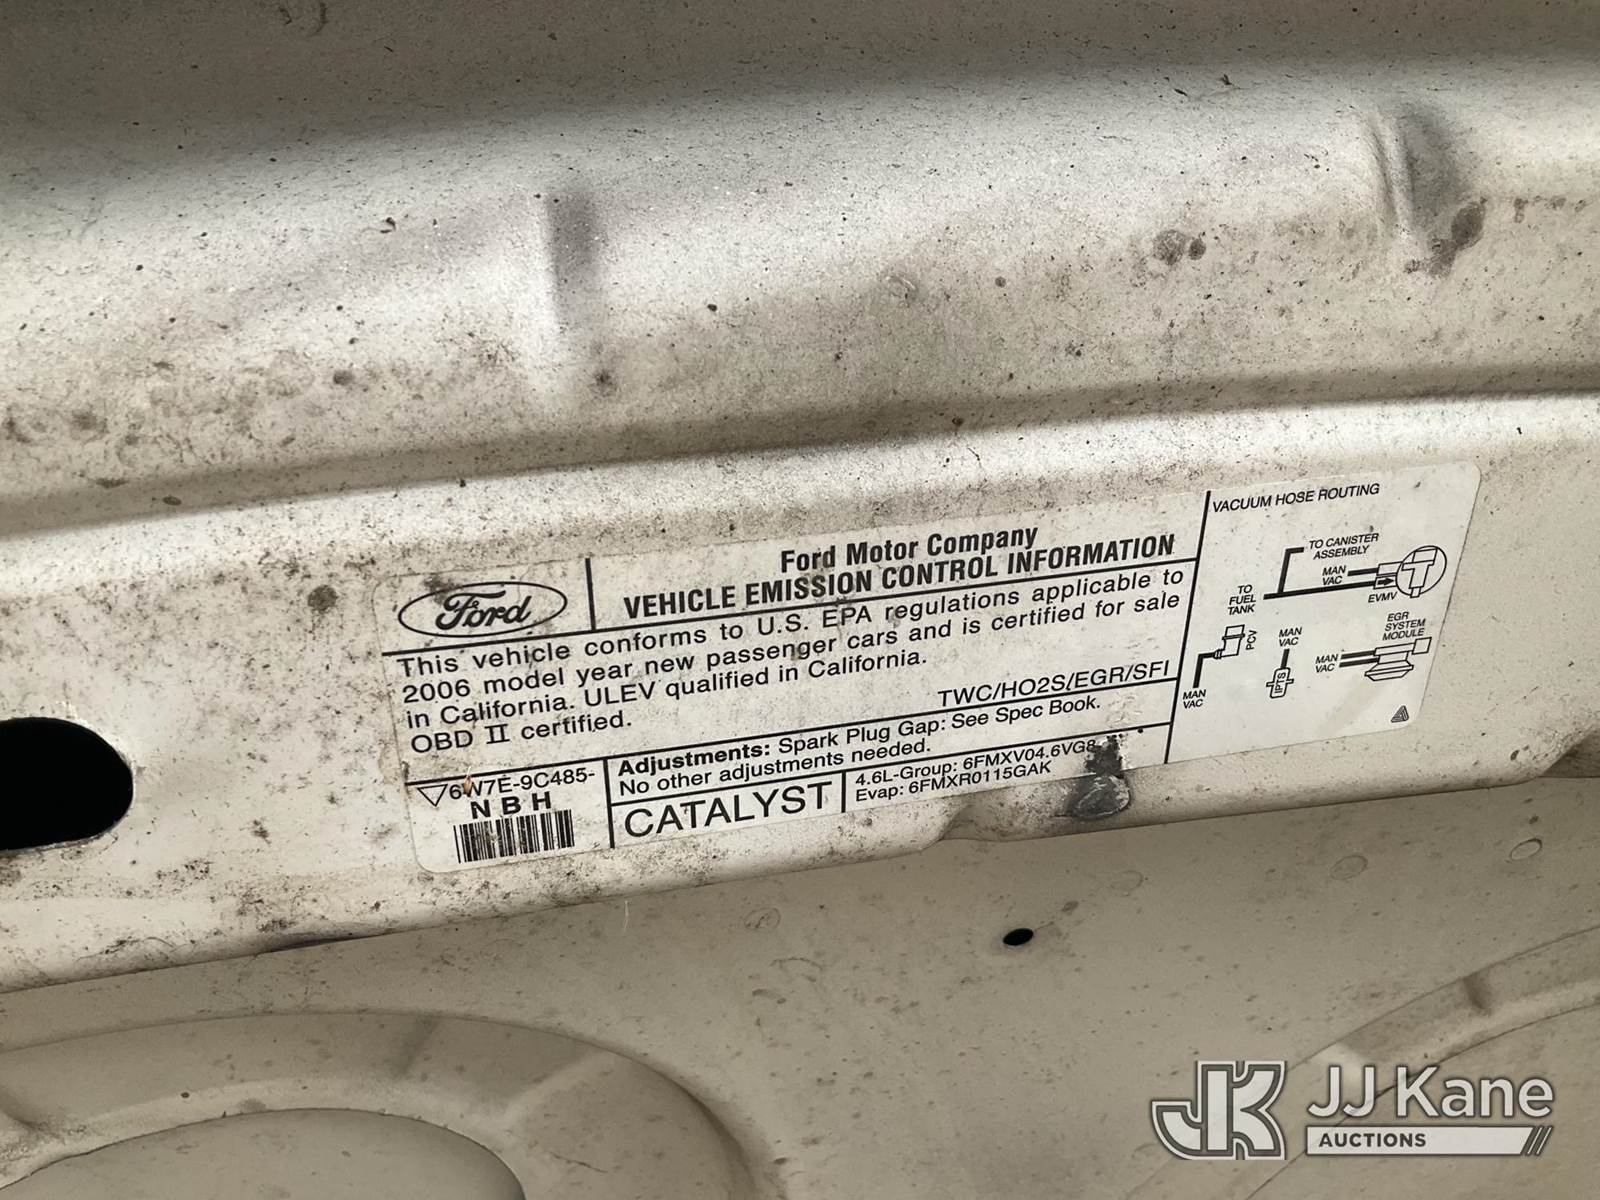 Ford
Ford Motor Company
VEHICLE EMISSION CONTROL INFORMATION
This vehicle conforms to U.S. EPA regulations applicable to
2006 model year new passenger cars and is certified for sale
in California. ULEV qualified in California.
OBD II certified.
TWC/HO2S/EGR/SFI
6W7E-9C485-
NBH
Adjustments: Spark Plug Gap: See Spec Book.
No other adjustments needed.
CATALYST
4.6L-Group: 6FMXV04.6VG8
Evap: 6FMXR0115GAK
VACUUM HOSE ROUTING
TO CANISTER
ASSEMBLY
MAN
VAC
EVMV
TO
FUEL
TANK
PCV
MAN
VAC
MAN
VAC
IPTS
EGR
SYSTEM
MODULE
MAN
VAC
JK JJ Kane
AUCTIONS